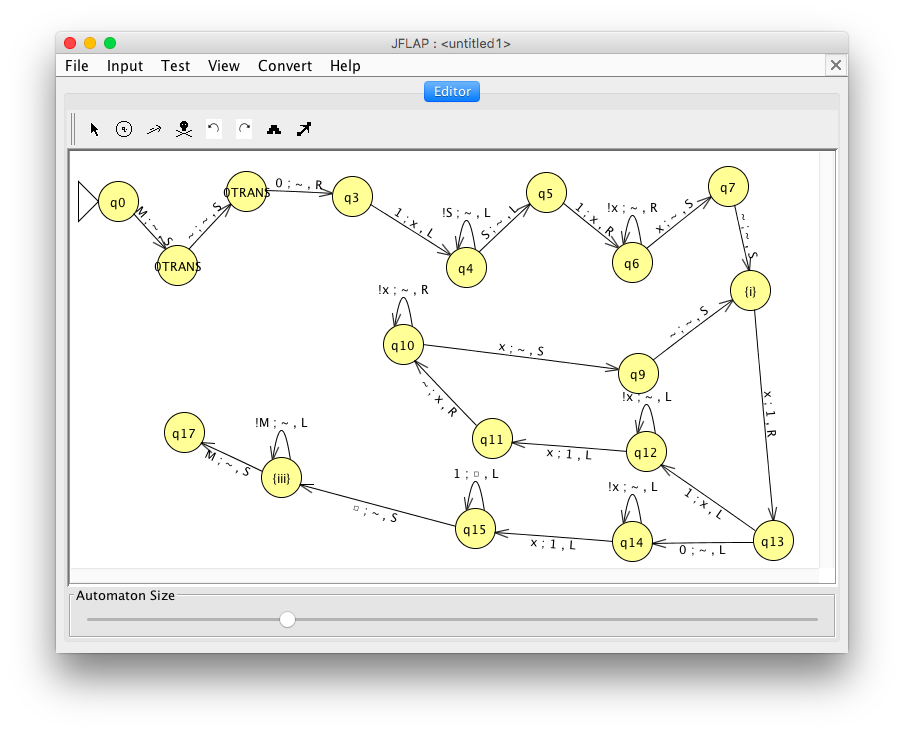 JFLAP : <untitled1>
File Input Test View Convert Help
Editor
q0
M ; ~ , S
0TRANS
~ ; ~ , S
0TRANS
0 ; ~ , R
q3
1 ; x , L
!S ; ~ , L
q4
S ; ~ , L
q5
1 ; x , R
!x ; ~ , R
q6
x ; ~ , S
q7
~ ; ~ , S
{i}
!x ; ~ , R
q10
x ; ~ , S
q9
~ ; ~ , S
x ; 1 , R
~ ; x , R
!x ; ~ , L
q11
x ; 1 , L
q12
q17
!M ; ~ , L
M ; ~ , S
{iii}
1 ; □ , L
!x ; ~ , L
1 ; x , L
□ ; ~ , S
q15
x ; 1 , L
q14
0 ; ~ , L
q13
Automaton Size